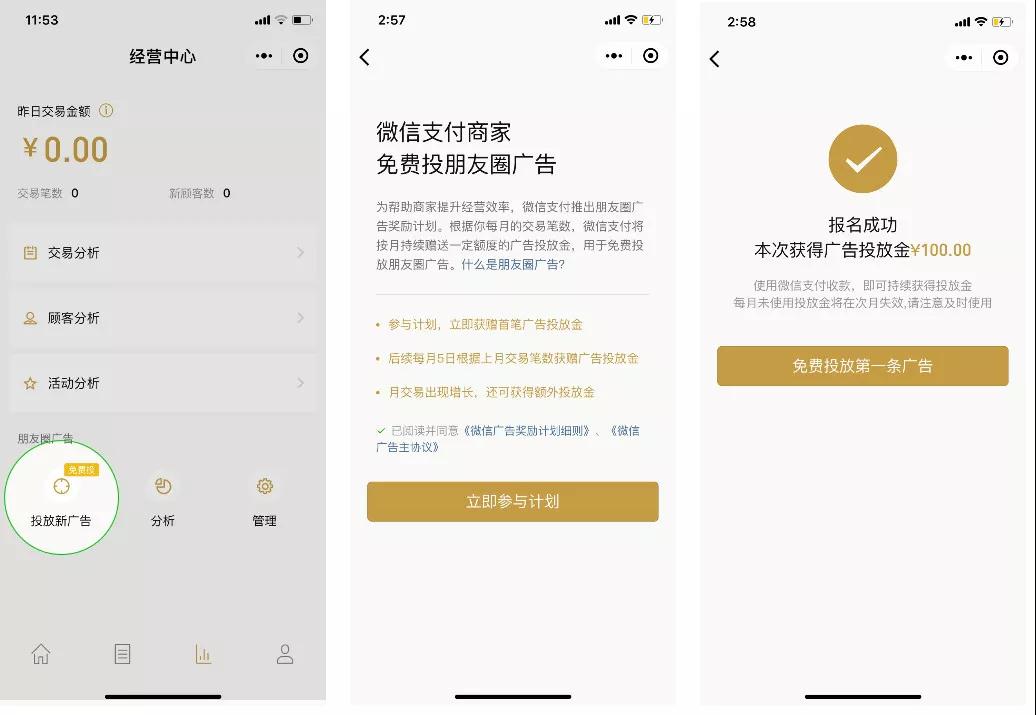 11:53
经营中心
昨日交易金额
¥0.00
交易笔数 0
新顾客数 0
交易分析
顾客分析
活动分析
朋友圈广告
免费投
投放新广告
分析
管理
2:57
微信支付商家
免费投朋友圈广告
为帮助商家提升经营效率，微信支付推出朋友圈广
告奖励计划。根据你每月的交易笔数，微信支付将
按月持续赠送一定额度的广告投放金，用于免费投
放朋友圈广告。什么是朋友圈广告?
• 参与计划，立即获赠首笔广告投放金
• 后续每月5日根据上月交易笔数获赠广告投放金
• 月交易出现增长，还可获得额外投放金
已阅读并同意《微信广告奖励计划细则》、《微信
广告主协议》
立即参与计划
2:58
报名成功
本次获得广告投放金¥100.00
使用微信支付收款，即可持续获得投放金
每月未使用投放金将在次月失效,请注意及时使用
免费投放第一条广告